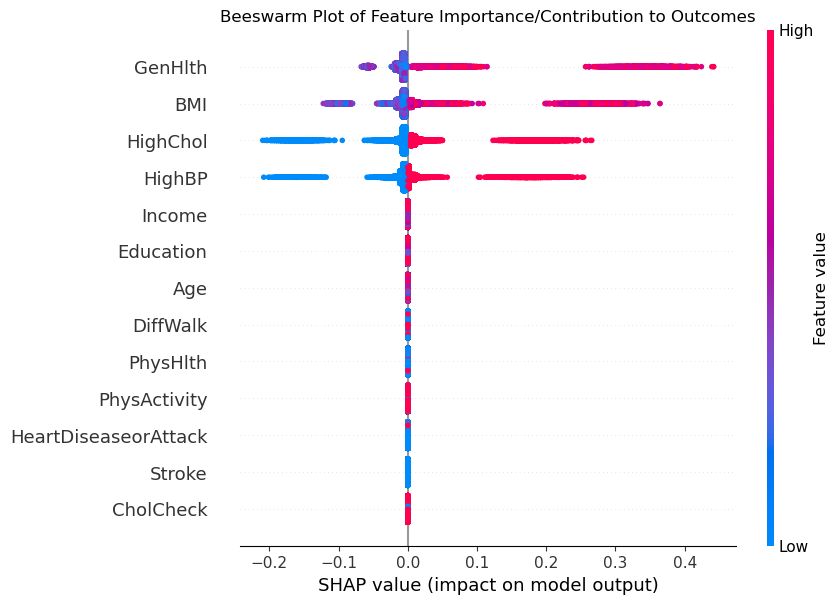 Beeswarm Plot of Feature Importance/Contribution to Outcomes
High
GenHlth
BMI
HighChol
HighBP
Income
Education
Age
DiffWalk
PhysHlth
PhysActivity
HeartDiseaseorAttack
Stroke
CholCheck
Feature value
Low
−0.2 −0.1 0.0 0.1 0.2 0.3 0.4
SHAP value (impact on model output)